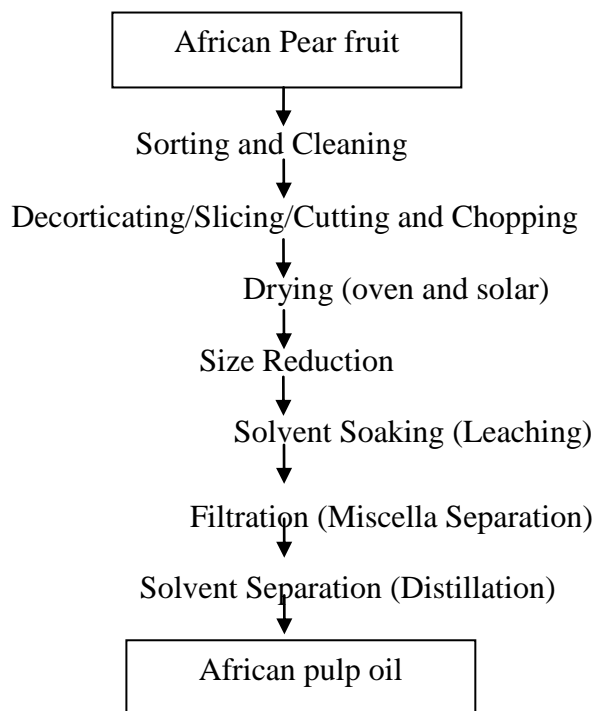 African Pear fruit
Sorting and Cleaning
Decorticating/Slicing/Cutting and Chopping
Drying (oven and solar)
Size Reduction
Solvent Soaking (Leaching)
Filtration (Miscella Separation)
Solvent Separation (Distillation)
African pulp oil